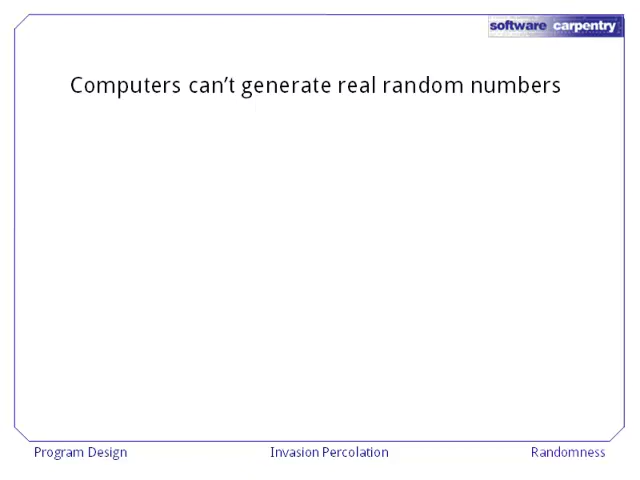 software carpentry
Computers can’t generate real random numbers
Program Design Invasion Percolation Randomness